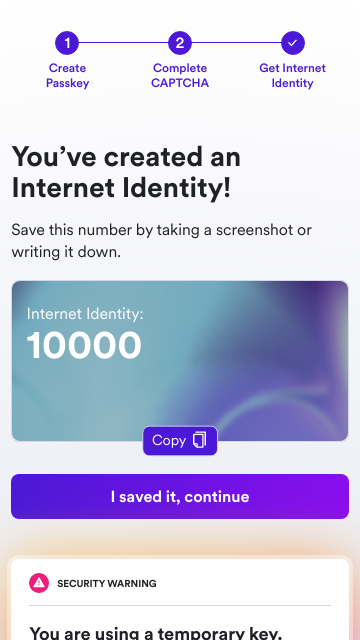 1
2
Create
Passkey
Complete
CAPTCHA
Get Internet
Identity
You’ve created an
Internet Identity!
Save this number by taking a screenshot or
writing it down.
Internet Identity:
10000
Copy
I saved it, continue
SECURITY WARNING
You are using a temporary key.